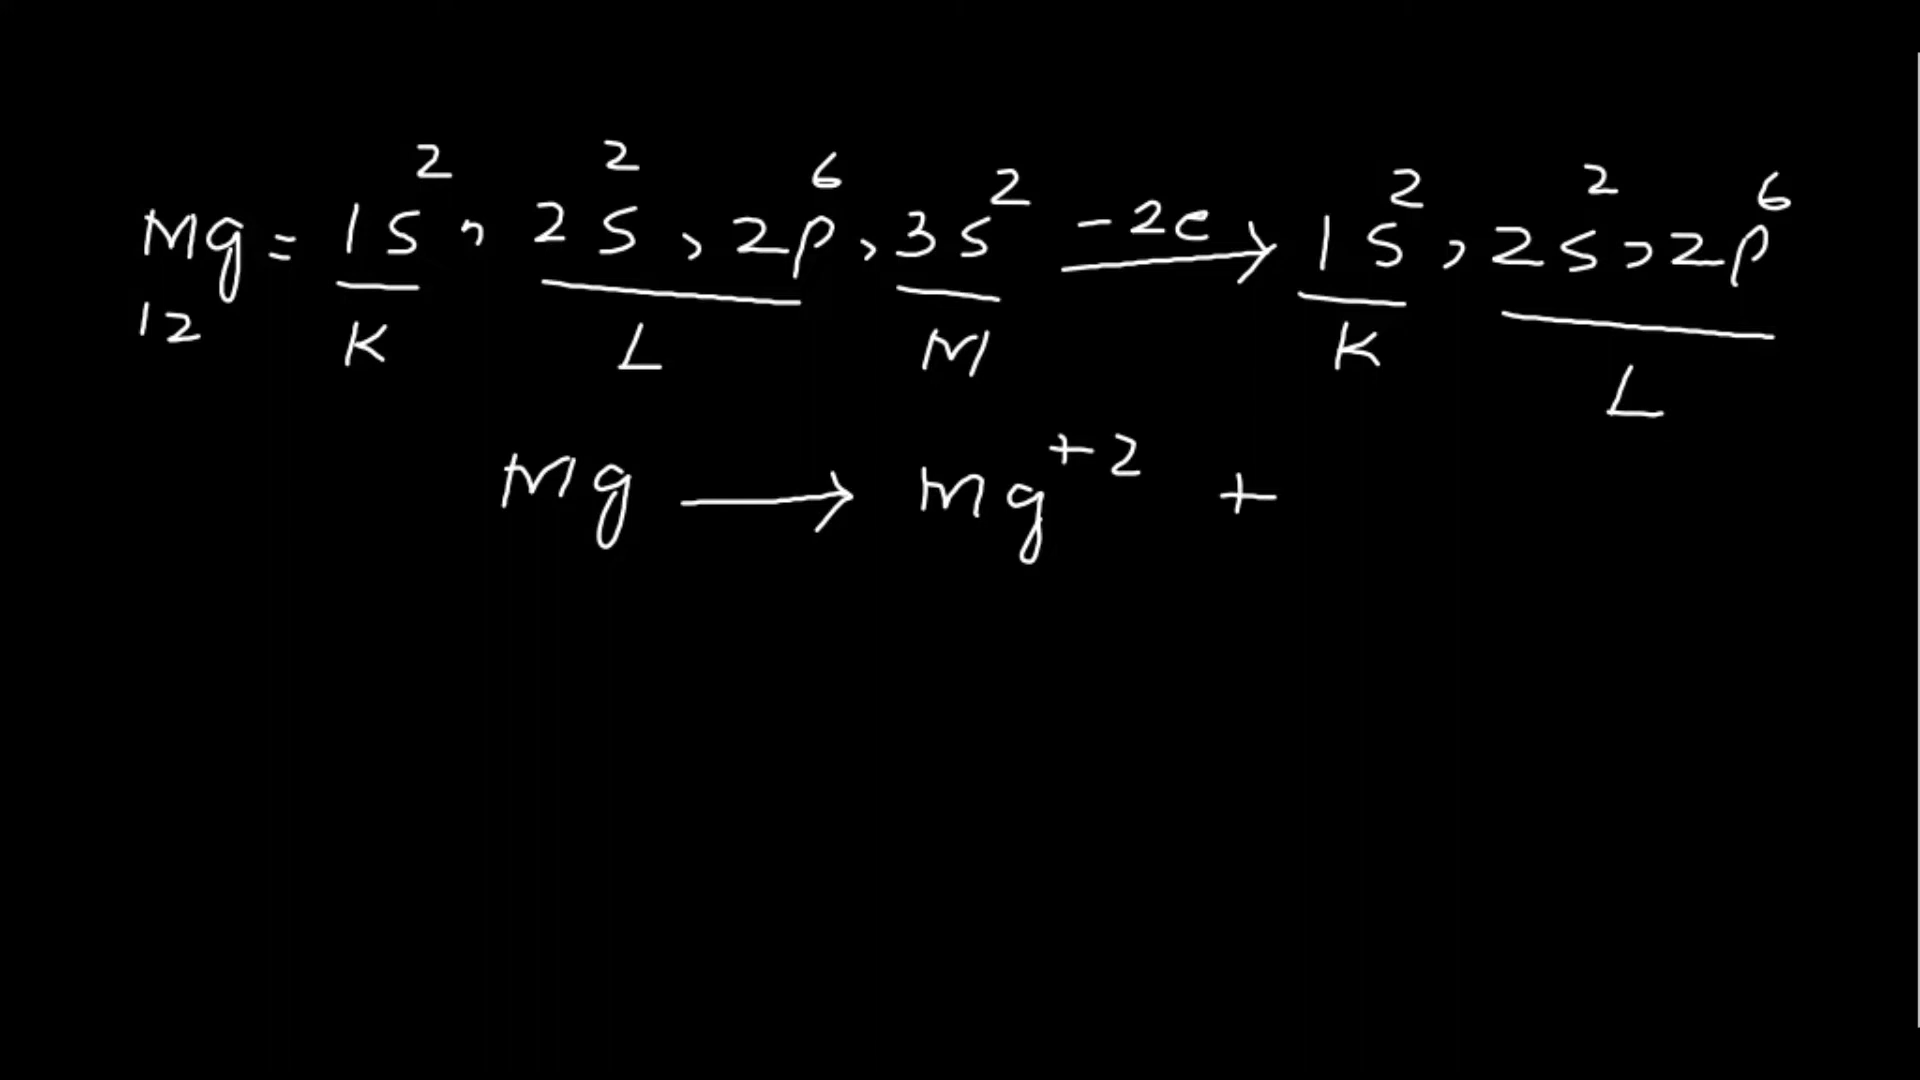 Mg = 1s², 2s², 2p⁶, 3s² -2e → 1s², 2s², 2p⁶
12 K L M K L
Mg → mg⁺² +